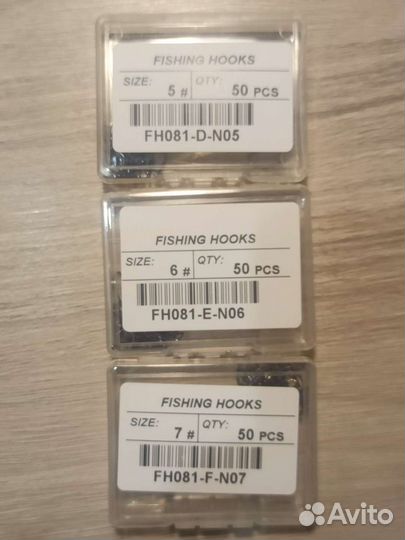 FISHING HOOKS
SIZE: 5 # QTY: 50 PCS
FH081-D-N05
FISHING HOOKS
SIZE: 6 # QTY: 50 PCS
FH081-E-N06
FISHING HOOKS
SIZE: 7 # QTY: 50 PCS
FH081-F-N07
Avito